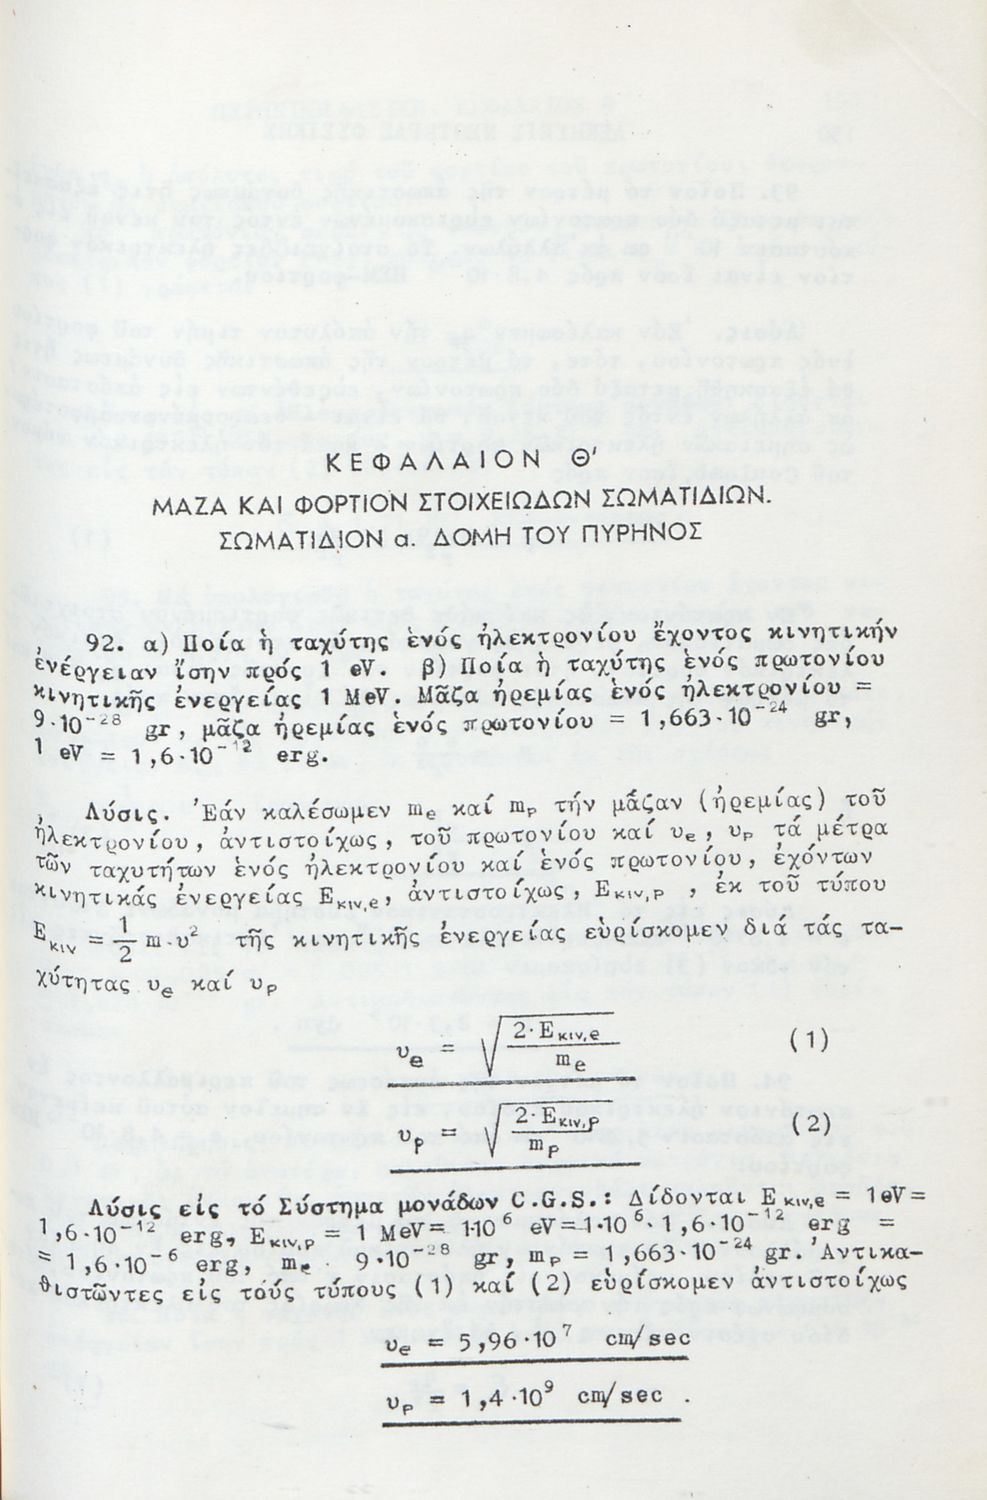 ΚΕΦΑΛΑΙΟΝ Θ'
ΜΑΖΑ ΚΑΙ ΦΟΡΤΙΟΝ ΣΤΟΙΧΕΙΩΔΩΝ ΣΩΜΑΤΙΔΙΩΝ.
ΣΩΜΑΤΙΔΙΟΝ α. ΔΟΜΗ ΤΟΥ ΠΥΡΗΝΟΣ
92. α) Ποία ἡ ταχύτης ἑνός ἠλεκτρονίου ἔχοντος κινητικήν
ἐνέργειαν ἴσην πρός 1 eV. β) Ποία ἡ ταχύτης ἑνός πρωτονίου
κινητικῆς ἐνεργείας 1 MeV. Μᾶζα ἠρεμίας ἑνός ἠλεκτρονίου =
9·10⁻²⁸ gr, μᾶζα ἠρεμίας ἑνός πρωτονίου = 1,663·10⁻²⁴ gr,
1 eV = 1,6·10⁻¹² erg.
Λύσις. Ἐάν καλέσωμεν mₑ καί mₚ τήν μᾶζαν (ἠρεμίας) τοῦ
ἠλεκτρονίου, ἀντιστοίχως, τοῦ πρωτονίου καί υₑ, υₚ τά μέτρα
τῶν ταχυτήτων ἑνός ἠλεκτρονίου καί ἑνός πρωτονίου, ἐχόντων
κινητικάς ἐνεργείας E_κιν,e, ἀντιστοίχως, E_κιν,p , ἐκ τοῦ τύπου
E_κιν = 1/2 m·υ² τῆς κινητικῆς ἐνεργείας εὑρίσκομεν διά τάς τα-
χύτητας υₑ καί υₚ
υₑ = √(2·E_κιν,e / mₑ) (1)
υₚ = √(2·E_κιν,p / mₚ) (2)
Λύσις εἰς τό Σύστημα μονάδων C.G.S.: Δίδονται E_κιν,e = 1eV=
1,6·10⁻¹² erg, E_κιν,p = 1 MeV= 1·10⁶ eV=1·10⁶·1,6·10⁻¹² erg =
= 1,6·10⁻⁶ erg, mₑ 9·10⁻²⁸ gr, mₚ = 1,663·10⁻²⁴ gr. Ἀντικα-
θιστῶντες εἰς τούς τύπους (1) καί (2) εὑρίσκομεν ἀντιστοίχως
υₑ = 5,96·10⁷ cm/sec
υₚ = 1,4·10⁹ cm/sec .